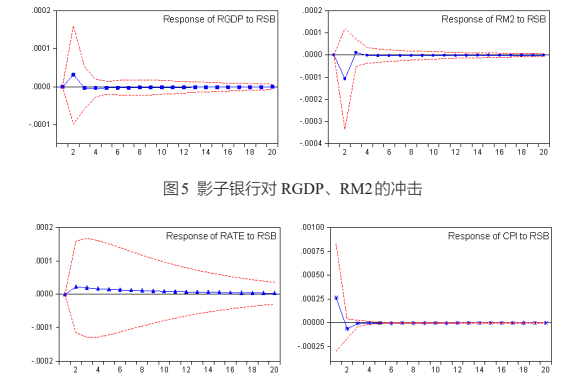 Response of RGDP to RSB
.0002
.0001
.0000
-.0001
2 4 6 8 10 12 14 16 18 20
Response of RM2 to RSB
.0002
.0001
.0000
-.0001
-.0002
-.0003
-.0004
2 4 6 8 10 12 14 16 18 20
图5 影子银行对 RGDP、RM2的冲击
Response of RATE to RSB
.0002
.0001
.0000
-.0001
-.0002
2 4 6 8 10 12 14 16 18 20
Response of CPI to RSB
.00100
.00075
.00050
.00025
.00000
-.00025
2 4 6 8 10 12 14 16 18 20